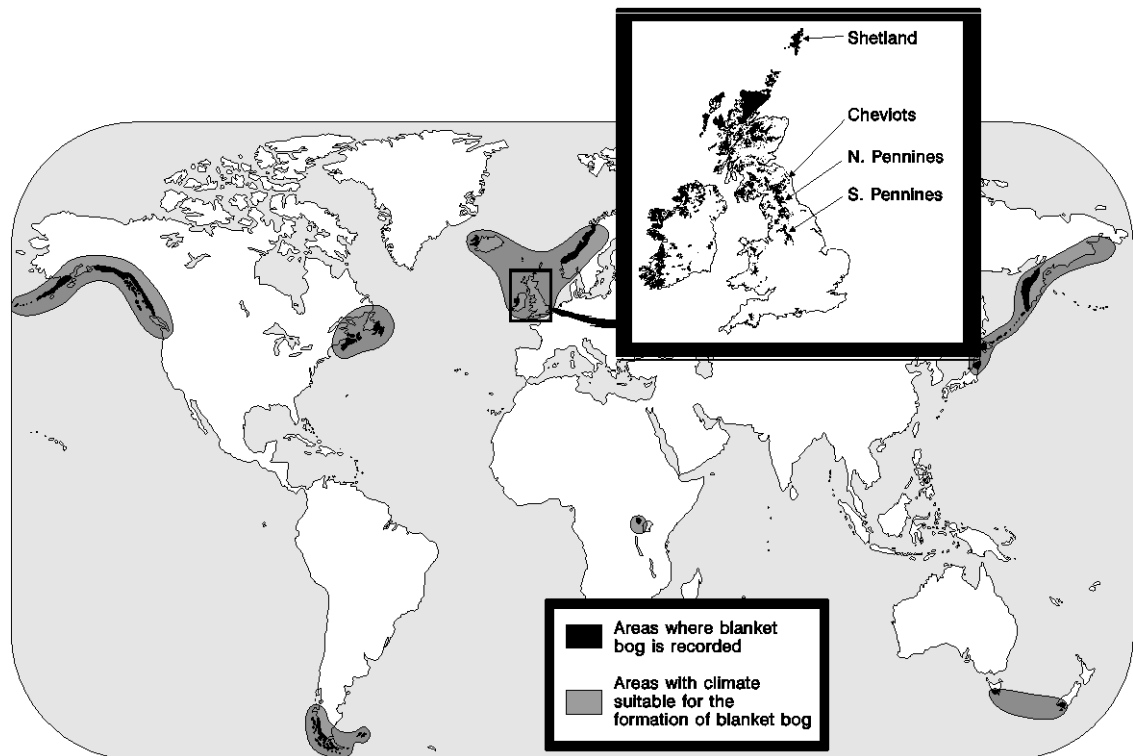 Shetland
Cheviots
N. Pennines
S. Pennines
Areas where blanket
bog is recorded
Areas with climate
suitable for the
formation of blanket bog